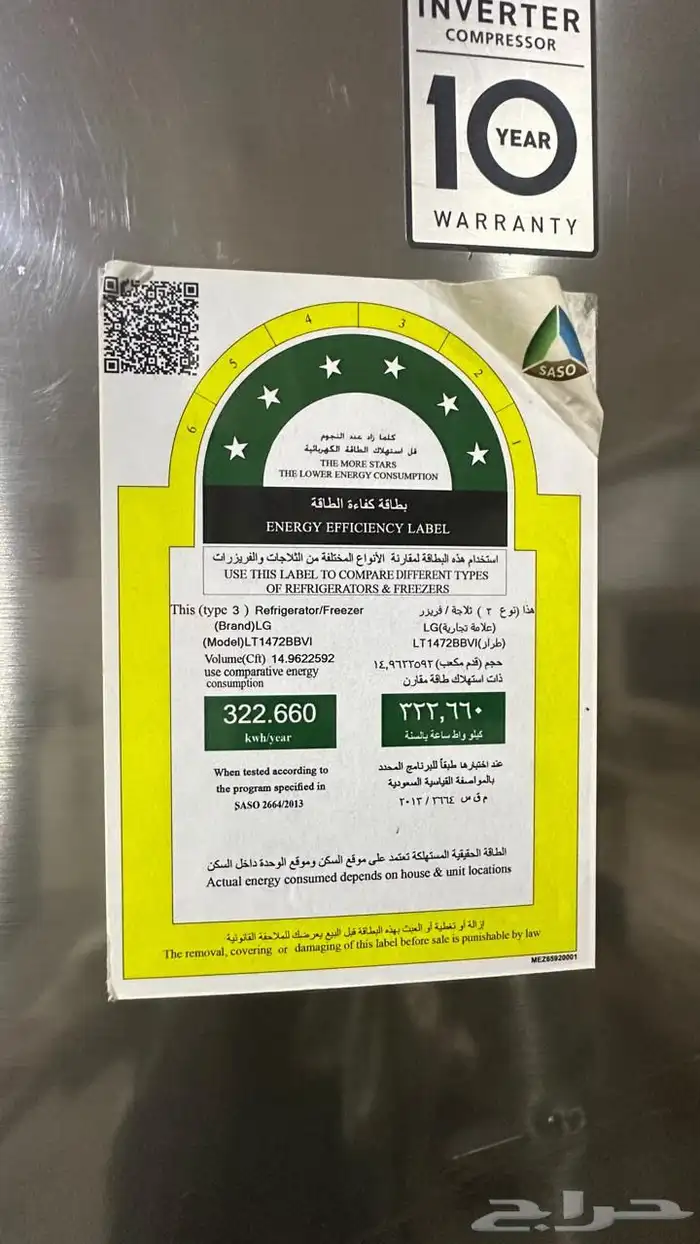 INVERTER
COMPRESSOR
10
YEAR
WARRANTY
SASO
6 5 4 3 2 1
كلما زاد عدد النجوم
قل استهلاك الطاقة الكهربائية
THE MORE STARS
THE LOWER ENERGY CONSUMPTION
بطاقة كفاءة الطاقة
ENERGY EFFICIENCY LABEL
استخدام هذه البطاقة لمقارنة الأنواع المختلفة من الثلاجات والفريزرات
USE THIS LABEL TO COMPARE DIFFERENT TYPES
OF REFRIGERATORS & FREEZERS
This (type 3 ) Refrigerator/Freezer
(Brand)LG
(Model)LT1472BBVI
Volume(Cft) 14.9622592
use comparative energy
consumption
322.660
kwh/year
When tested according to
the program specified in
SASO 2664/2013
هذا (نوع ٣ ) ثلاجة / فريزر
(علامة تجارية)LG
(طراز)LT1472BBVI
حجم (قدم مكعب) ١٤,٩٦٢٢٥٩٢
ذات استهلاك طاقة مقارن
٣٢٢,٦٦٠
كيلو واط ساعة بالسنة
عند اختبارها طبقاً للبرنامج المحدد
بالمواصفة القياسية السعودية
م ق س ٢٦٦٤ / ٢٠١٣
الطاقة الحقيقية المستهلكة تعتمد على موقع السكن وموقع الوحدة داخل السكن
Actual energy consumed depends on house & unit locations
إزالة أو تغطية أو العبث بهذه البطاقة قبل البيع يعرضك للملاحقة القانونية
The removal, covering or damaging of this label before sale is punishable by law
MEZ65920001
حراج